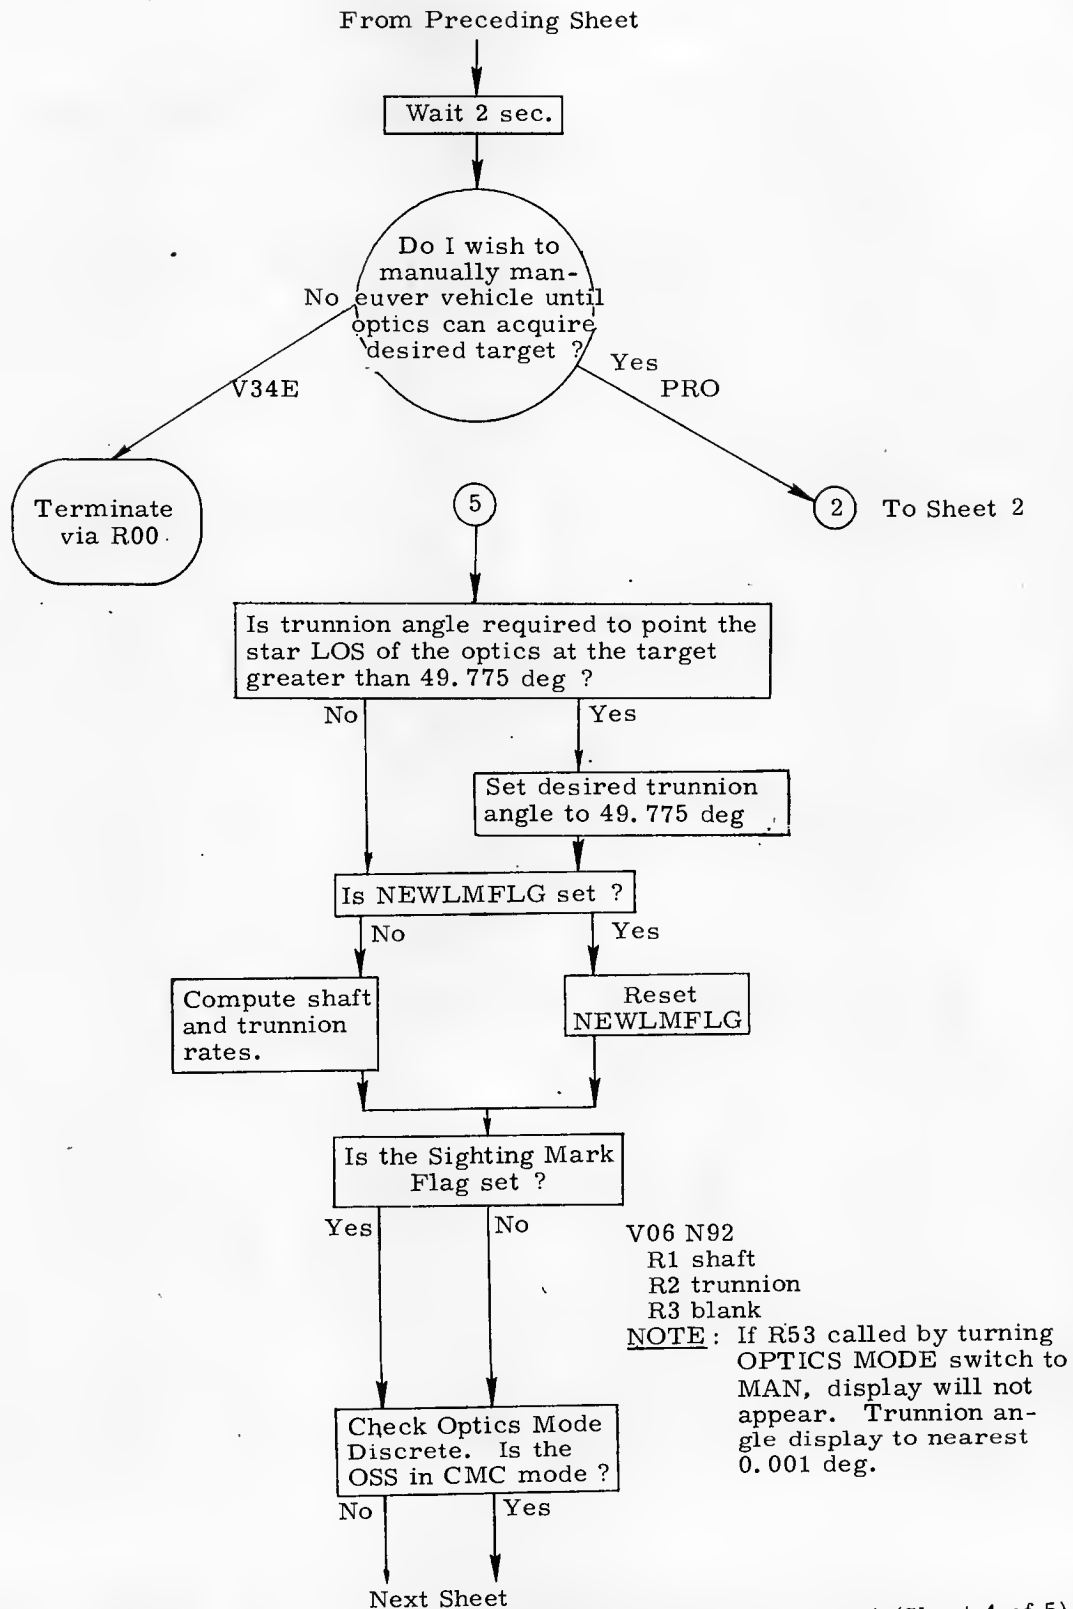 From Preceding Sheet
Wait 2 sec.
Do I wish to
manually man-
euver vehicle until
optics can acquire
desired target ?
No
V34E
Yes
PRO
Terminate
via R00
5
2
To Sheet 2
Is trunnion angle required to point the
star LOS of the optics at the target
greater than 49.775 deg ?
No
Yes
Set desired trunnion
angle to 49.775 deg
Is NEWLMFLG set ?
No
Yes
Compute shaft
and trunnion
rates.
Reset
NEWLMFLG
Is the Sighting Mark
Flag set ?
Yes
No
V06 N92
R1 shaft
R2 trunnion
R3 blank
NOTE : If R53 called by turning
OPTICS MODE switch to
MAN, display will not
appear. Trunnion an-
gle display to nearest
0.001 deg.
Check Optics Mode
Discrete. Is the
OSS in CMC mode ?
No
Yes
Next Sheet
(Sheet 4 of 5)